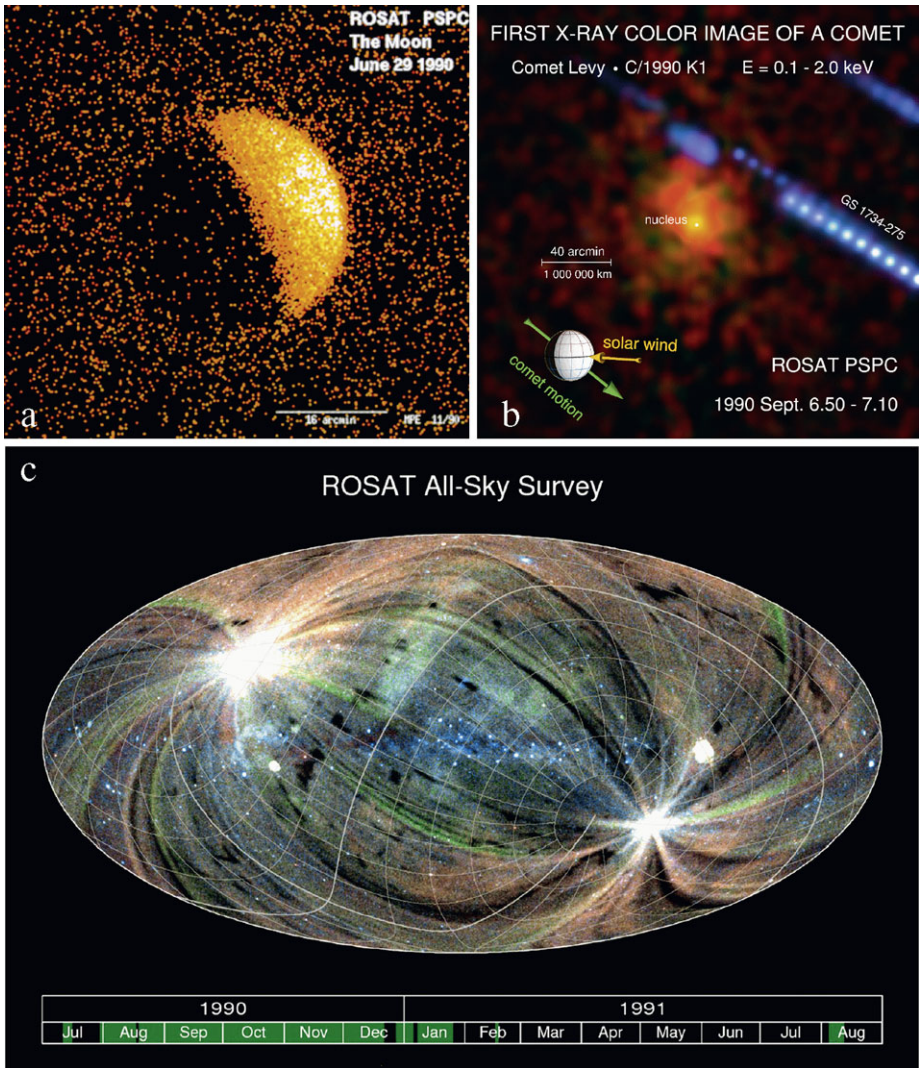 ROSAT PSPC
The Moon
June 29 1990
16 arcmin
MPE 11/90
a
FIRST X-RAY COLOR IMAGE OF A COMET
Comet Levy • C/1990 K1 E = 0.1 - 2.0 keV
GS 1734-275
nucleus
40 arcmin
1 000 000 km
solar wind
comet motion
ROSAT PSPC
1990 Sept. 6.50 - 7.10
b
c
ROSAT All-Sky Survey
1990 1991
Jul Aug Sep Oct Nov Dec Jan Feb Mar Apr May Jun Jul Aug